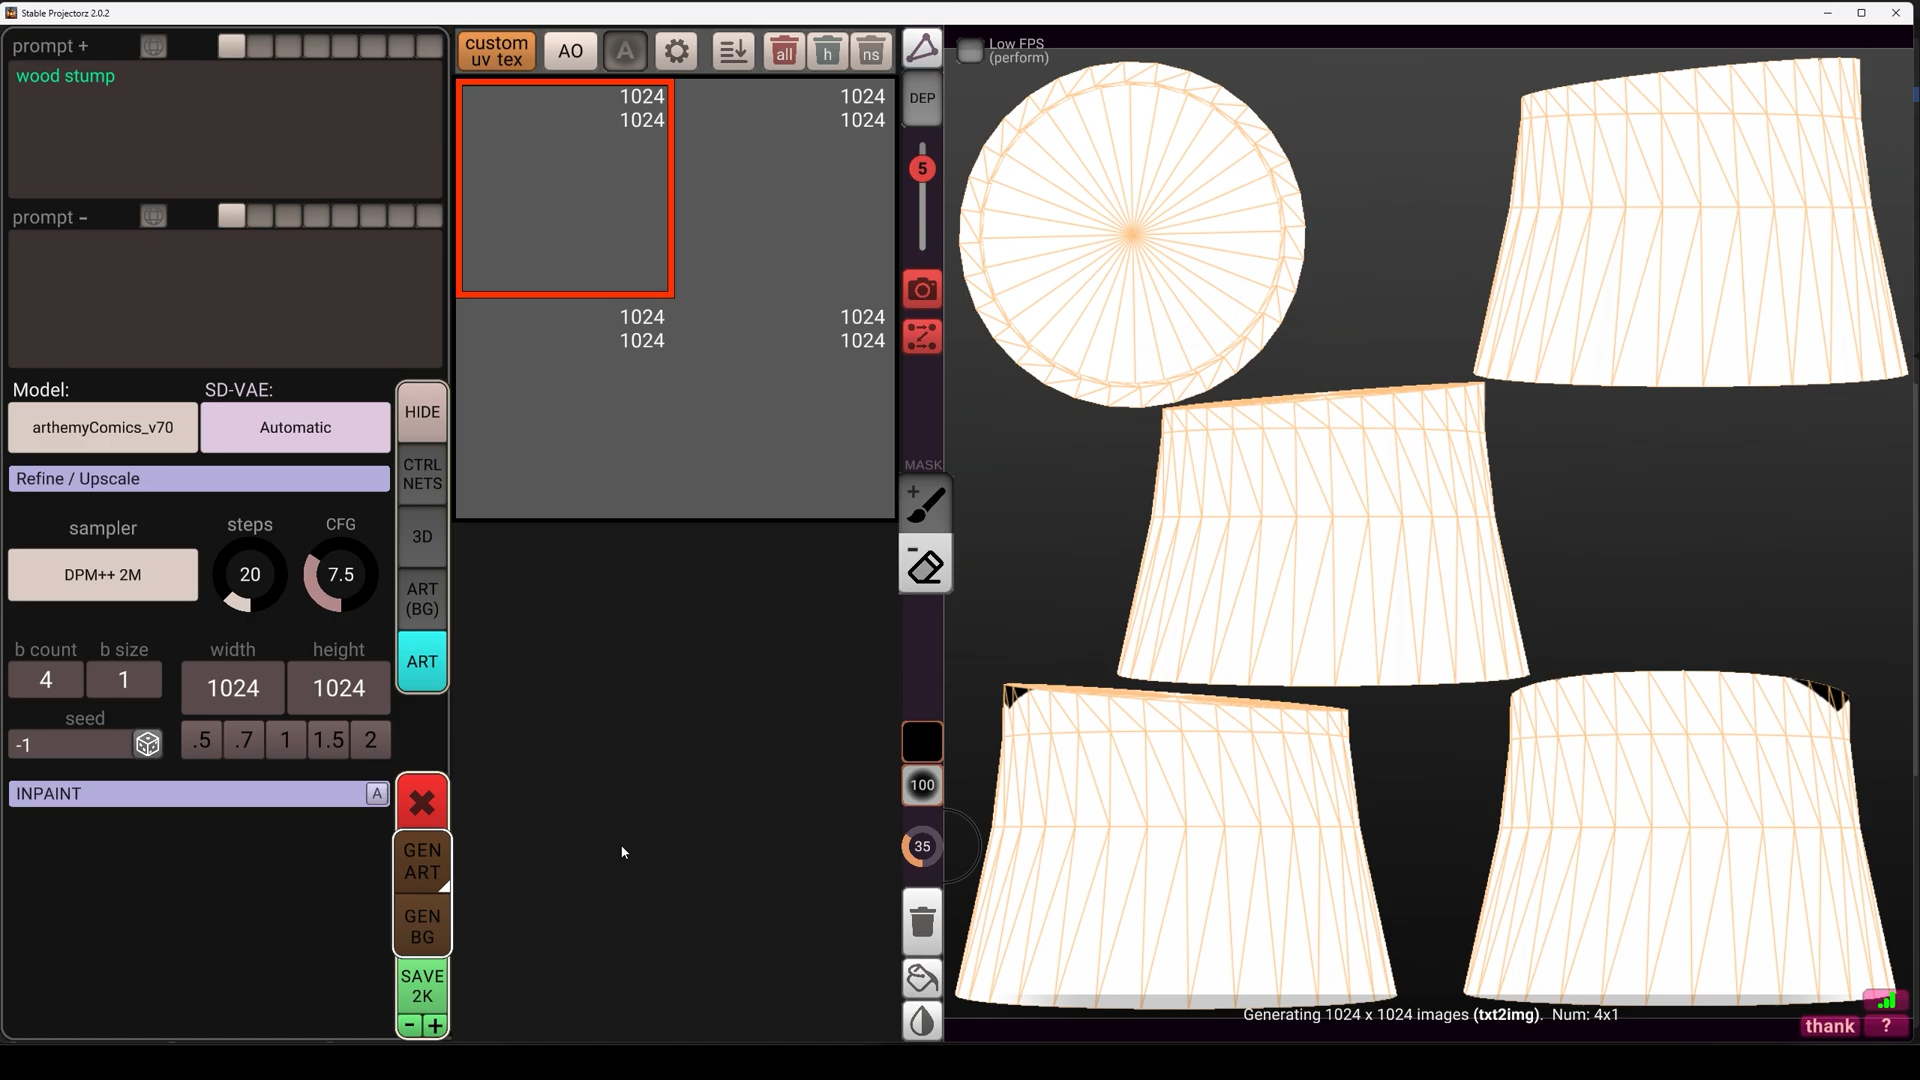 Stable Projectorz 2.0.2
prompt +
wood stump
prompt -
Model:
SD-VAE:
arthemyComics_v70
Automatic
Refine / Upscale
sampler
steps
CFG
DPM++ 2M
20
7.5
b count
b size
width
height
4
1
1024
1024
seed
-1
.5
.7
1
1.5
2
INPAINT
A
HIDE
CTRL
NETS
3D
ART
(BG)
ART
GEN
ART
GEN
BG
SAVE
2K
- +
custom
uv tex
AO
A
all
h
ns
1024
1024
1024
1024
1024
1024
1024
1024
DEP
5
MASK
100
35
Low FPS
(perform)
Generating 1024 x 1024 images (txt2img). Num: 4x1
thank
?